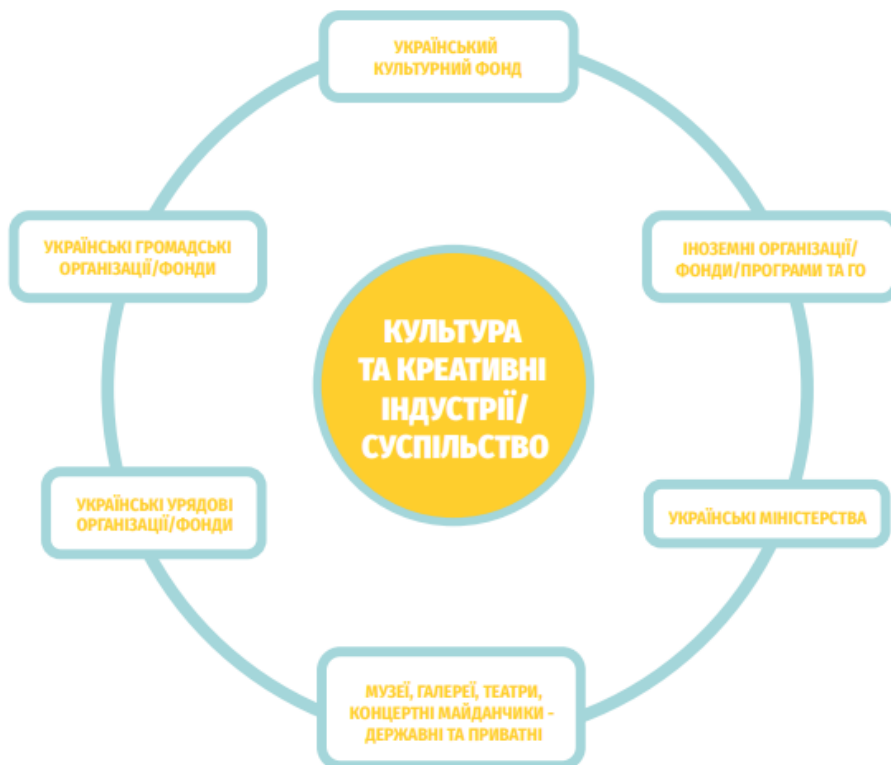 УКРАЇНСЬКИЙ
КУЛЬТУРНИЙ ФОНД
УКРАЇНСЬКІ ГРОМАДСЬКІ
ОРГАНІЗАЦІЇ/ФОНДИ
ІНОЗЕМНІ ОРГАНІЗАЦІЇ/
ФОНДИ/ПРОГРАМИ ТА ГО
КУЛЬТУРА
ТА КРЕАТИВНІ
ІНДУСТРІЇ/
СУСПІЛЬСТВО
УКРАЇНСЬКІ УРЯДОВІ
ОРГАНІЗАЦІЇ/ФОНДИ
УКРАЇНСЬКІ МІНІСТЕРСТВА
МУЗЕЇ, ГАЛЕРЕЇ, ТЕАТРИ,
КОНЦЕРТНІ МАЙДАНЧИКИ -
ДЕРЖАВНІ ТА ПРИВАТНІ